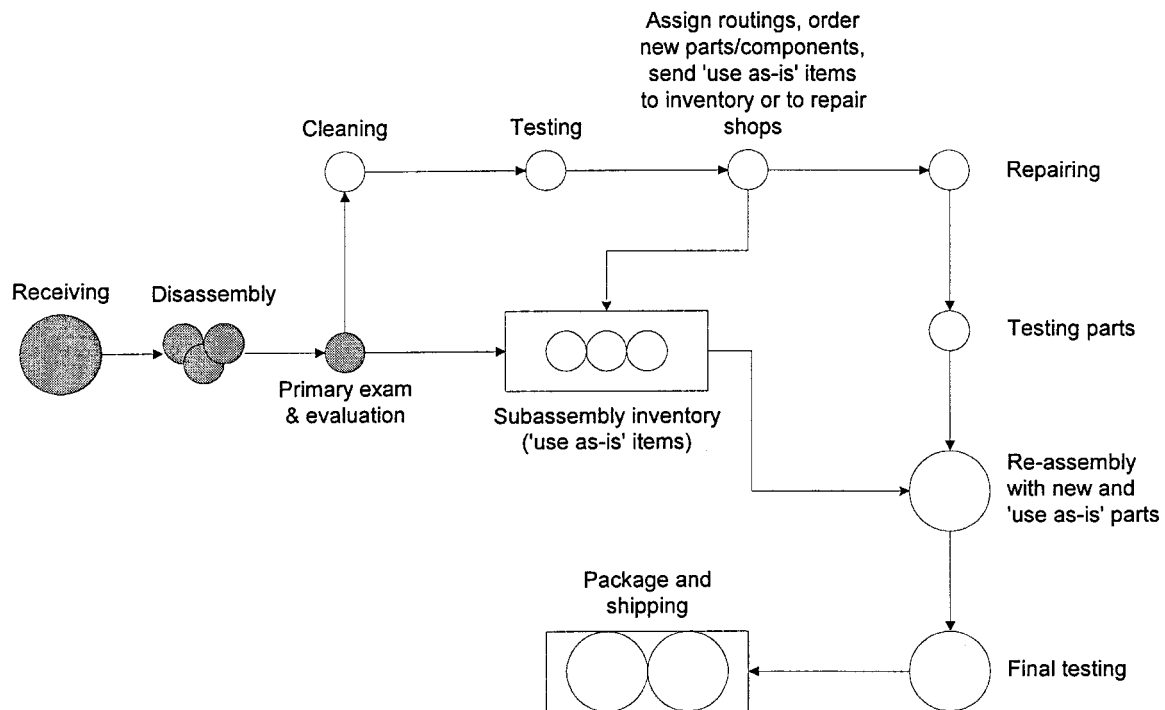 Assign routings, order
new parts/components,
send 'use as-is' items
to inventory or to repair
shops
Cleaning
Testing
Repairing
Receiving
Disassembly
Testing parts
Primary exam
& evaluation
Subassembly inventory
('use as-is' items)
Re-assembly
with new and
'use as-is' parts
Package and
shipping
Final testing